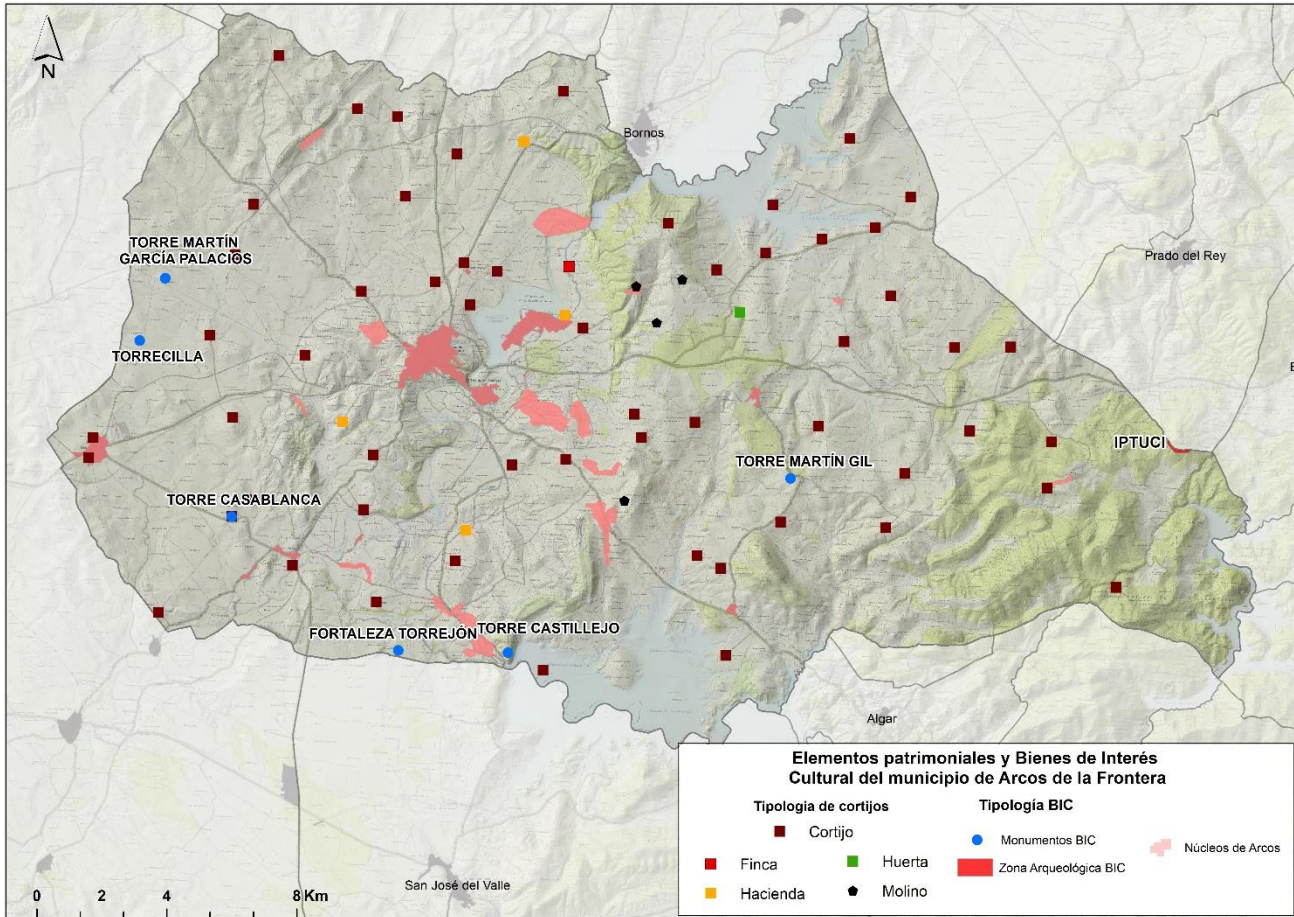 N
Bornos
TORRE MARTÍN
GARCÍA PALACIOS
Prado del Rey
TORRECILLA
IPTUCI
TORRE MARTÍN GIL
TORRE CASABLANCA
FORTALEZA TORREJÓN
TORRE CASTILLEJO
Algar
San José del Valle
0 2 4 8 Km
Elementos patrimoniales y Bienes de Interés
Cultural del municipio de Arcos de la Frontera
Tipología de cortijos
Cortijo
Finca
Huerta
Hacienda
Molino
Tipología BIC
Monumentos BIC
Zona Arqueológica BIC
Núcleos de Arcos